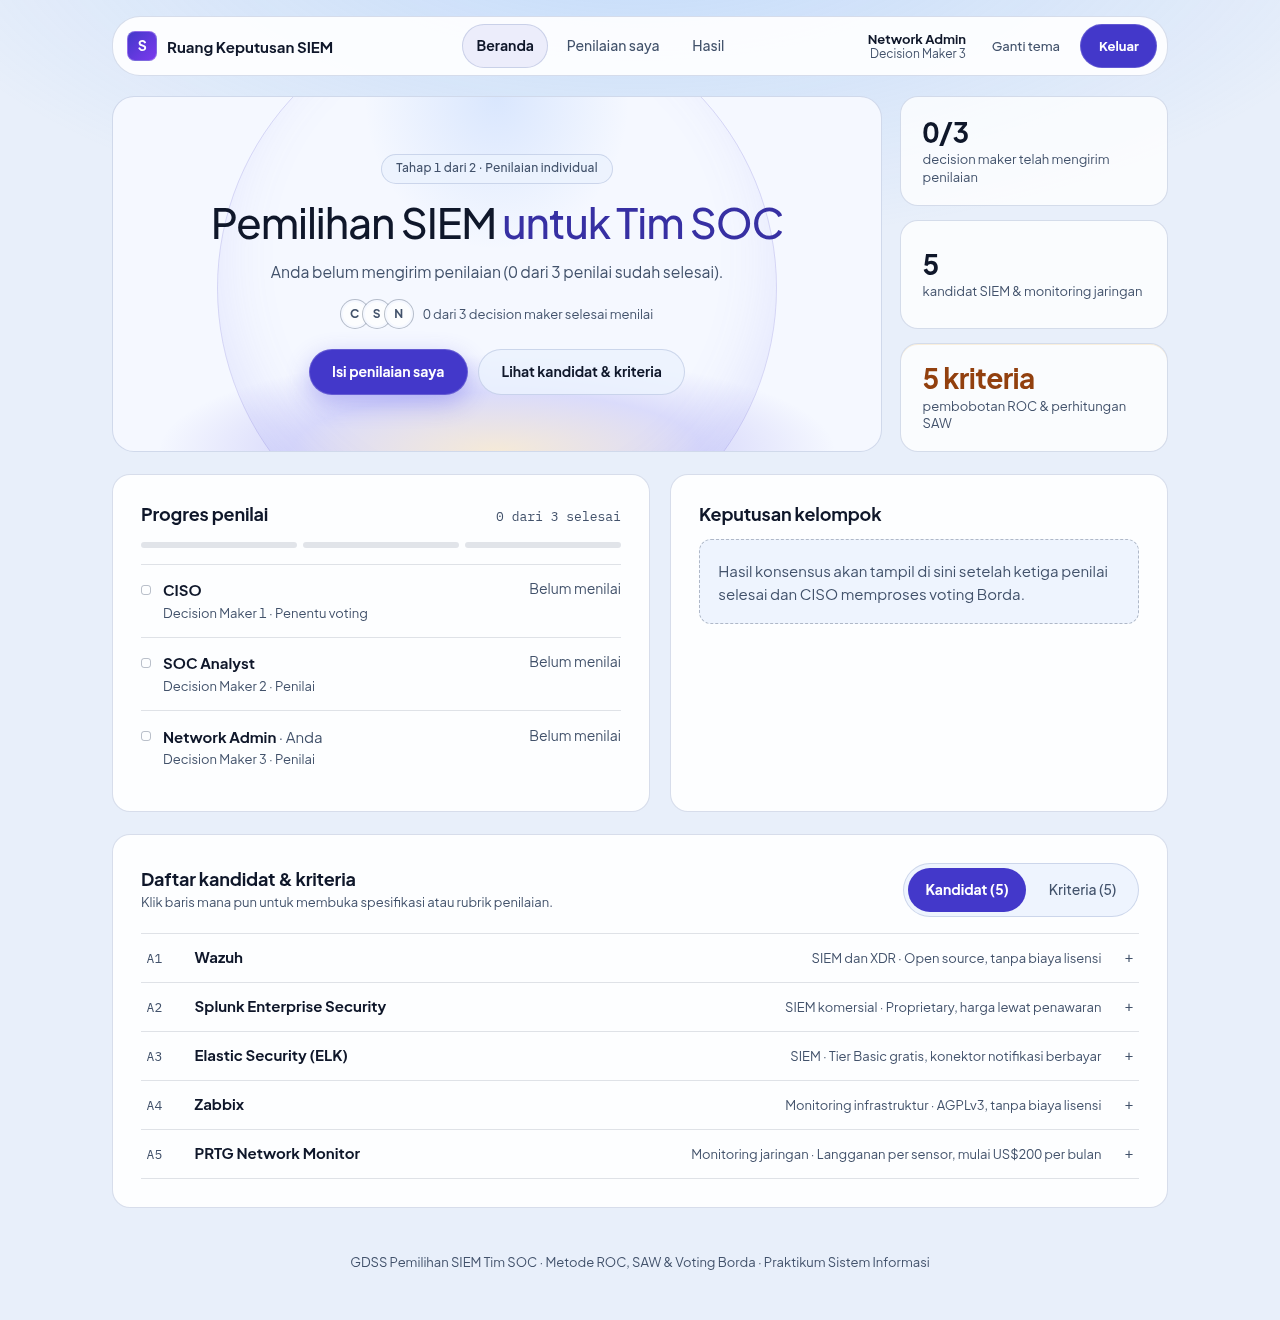 S
Ruang Keputusan SIEM
Beranda
Penilaian saya
Hasil
Network Admin
Decision Maker 3
Ganti tema
Keluar
Tahap 1 dari 2 · Penilaian individual
Pemilihan SIEM untuk Tim SOC
Anda belum mengirim penilaian (0 dari 3 penilai sudah selesai).
C S N 0 dari 3 decision maker selesai menilai
Isi penilaian saya
Lihat kandidat & kriteria
0/3
decision maker telah mengirim
penilaian
5
kandidat SIEM & monitoring jaringan
5 kriteria
pembobotan ROC & perhitungan
SAW
Progres penilai
0 dari 3 selesai
CISO
Belum menilai
Decision Maker 1 · Penentu voting
SOC Analyst
Belum menilai
Decision Maker 2 · Penilai
Network Admin · Anda
Belum menilai
Decision Maker 3 · Penilai
Keputusan kelompok
Hasil konsensus akan tampil di sini setelah ketiga penilai
selesai dan CISO memproses voting Borda.
Daftar kandidat & kriteria
Klik baris mana pun untuk membuka spesifikasi atau rubrik penilaian.
Kandidat (5)
Kriteria (5)
A1 Wazuh SIEM dan XDR · Open source, tanpa biaya lisensi +
A2 Splunk Enterprise Security SIEM komersial · Proprietary, harga lewat penawaran +
A3 Elastic Security (ELK) SIEM · Tier Basic gratis, konektor notifikasi berbayar +
A4 Zabbix Monitoring infrastruktur · AGPLv3, tanpa biaya lisensi +
A5 PRTG Network Monitor Monitoring jaringan · Langganan per sensor, mulai US$200 per bulan +
GDSS Pemilihan SIEM Tim SOC · Metode ROC, SAW & Voting Borda · Praktikum Sistem Informasi